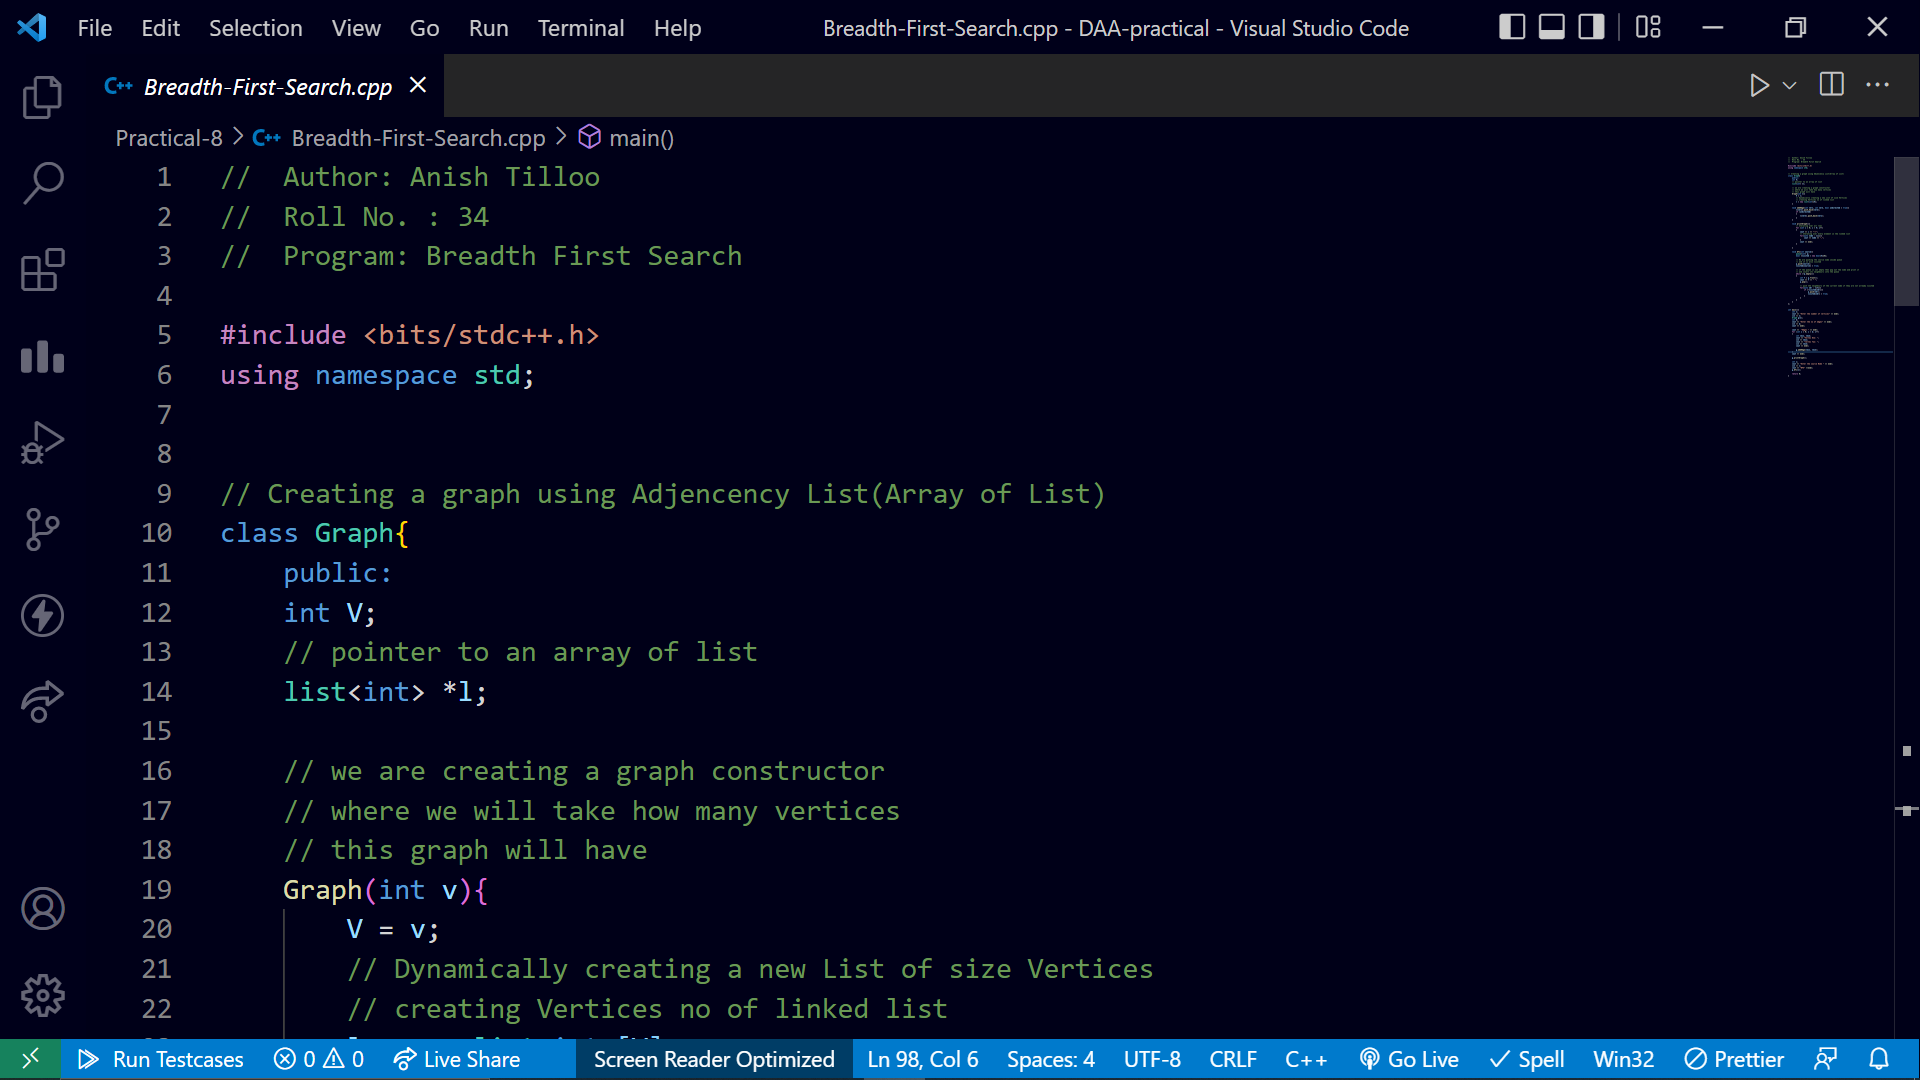 File Edit Selection View Go Run Terminal Help Breadth-First-Search.cpp - DAA-practical - Visual Studio Code
C++ Breadth-First-Search.cpp
Practical-8 > C++ Breadth-First-Search.cpp > main()
1 //  Author: Anish Tilloo
2 //  Roll No. : 34
3 //  Program: Breadth First Search
4
5 #include <bits/stdc++.h>
6 using namespace std;
7
8
9 // Creating a graph using Adjencency List(Array of List)
10 class Graph{
11     public:
12     int V;
13     // pointer to an array of list
14     list<int> *l;
15
16     // we are creating a graph constructor
17     // where we will take how many vertices
18     // this graph will have
19     Graph(int v){
20         V = v;
21         // Dynamically creating a new List of size Vertices
22         // creating Vertices no of linked list
Run Testcases 0 0 Live Share Screen Reader Optimized Ln 98, Col 6 Spaces: 4 UTF-8 CRLF C++ Go Live Spell Win32 Prettier